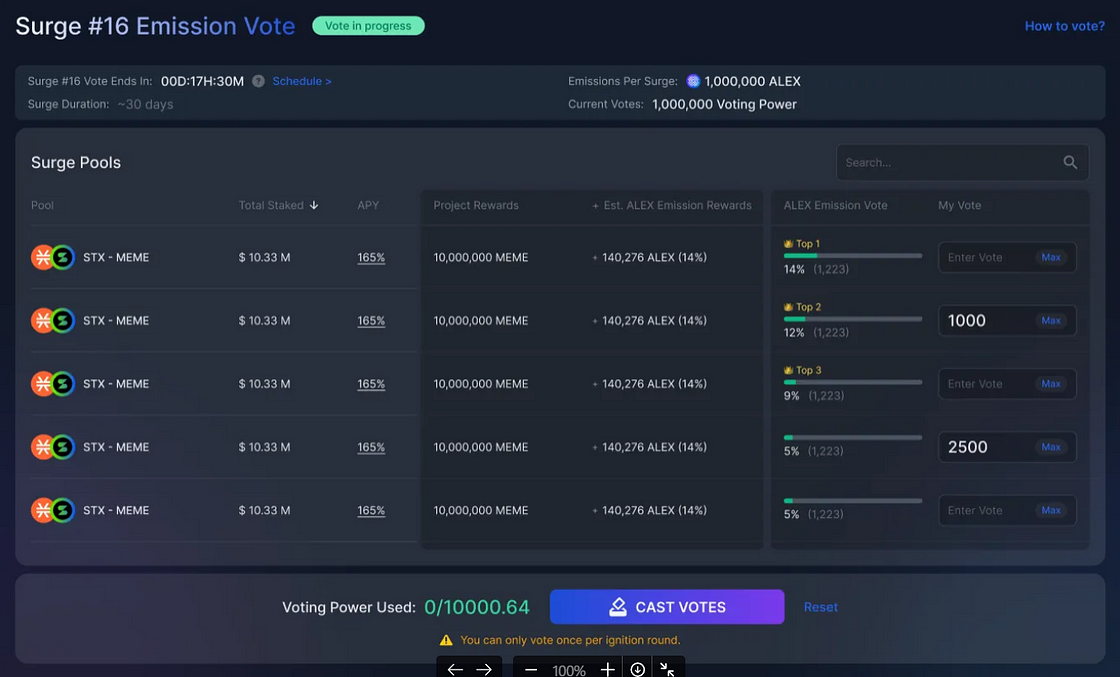 Surge #16 Emission Vote Vote in progress How to vote?
Surge #16 Vote Ends In: 00D:17H:30M ? Schedule > Emissions Per Surge: 1,000,000 ALEX
Surge Duration: ~30 days Current Votes: 1,000,000 Voting Power
Surge Pools Search...
Pool Total Staked ↓ APY Project Rewards + Est. ALEX Emission Rewards ALEX Emission Vote My Vote
Top 1
STX - MEME $ 10.33 M 165% 10,000,000 MEME + 140,276 ALEX (14%) Enter Vote Max
14% (1,223)
Top 2
STX - MEME $ 10.33 M 165% 10,000,000 MEME + 140,276 ALEX (14%) 1000 Max
12% (1,223)
Top 3
STX - MEME $ 10.33 M 165% 10,000,000 MEME + 140,276 ALEX (14%) Enter Vote Max
9% (1,223)
STX - MEME $ 10.33 M 165% 10,000,000 MEME + 140,276 ALEX (14%) 2500 Max
5% (1,223)
STX - MEME $ 10.33 M 165% 10,000,000 MEME + 140,276 ALEX (14%) Enter Vote Max
5% (1,223)
Voting Power Used: 0/10000.64 CAST VOTES Reset
You can only vote once per ignition round.
100%